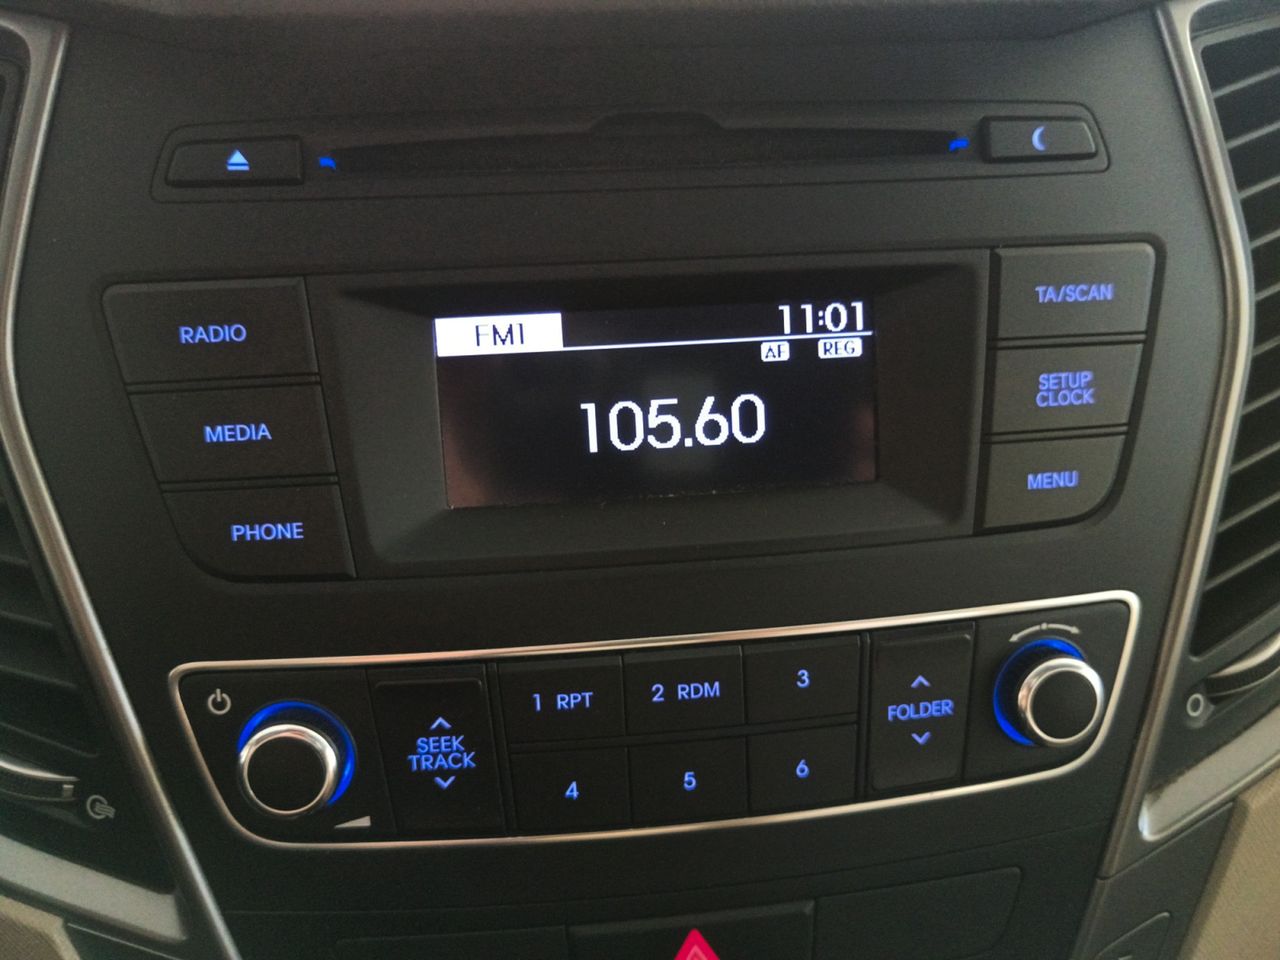 RADIO
MEDIA
PHONE
FM1 11:01
AF REG
105.60
TA/SCAN
SETUP
CLOCK
MENU
SEEK
TRACK
1 RPT
2 RDM
3
4
5
6
FOLDER